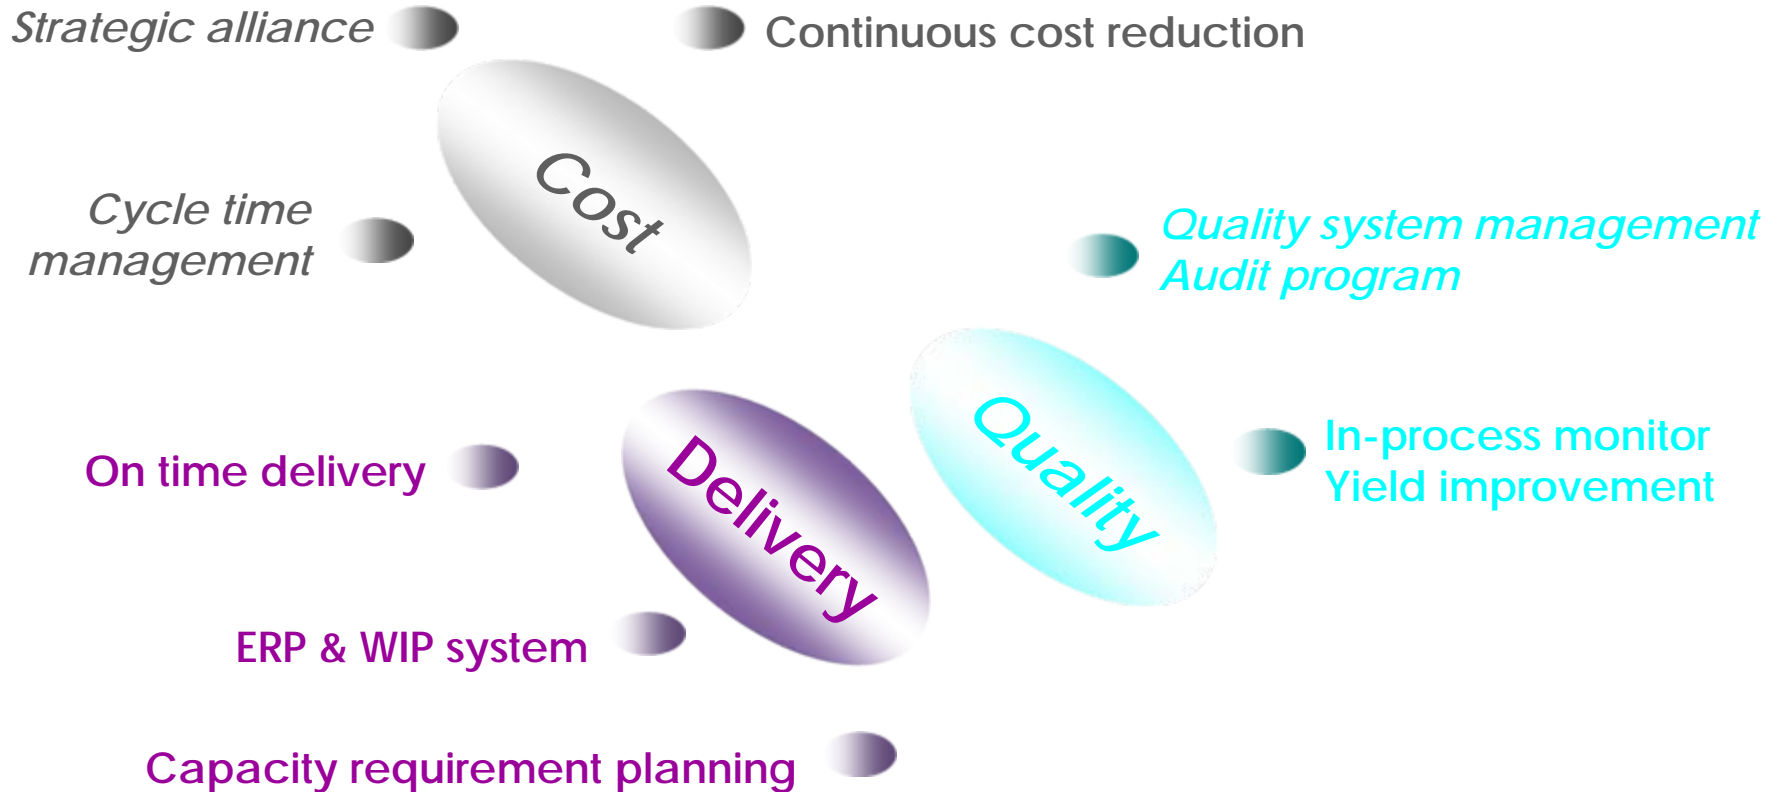 Strategic alliance
Continuous cost reduction
Cost
Cycle time
management
Quality system management
Audit program
Quality
In-process monitor
Yield improvement
Delivery
On time delivery
ERP & WIP system
Capacity requirement planning